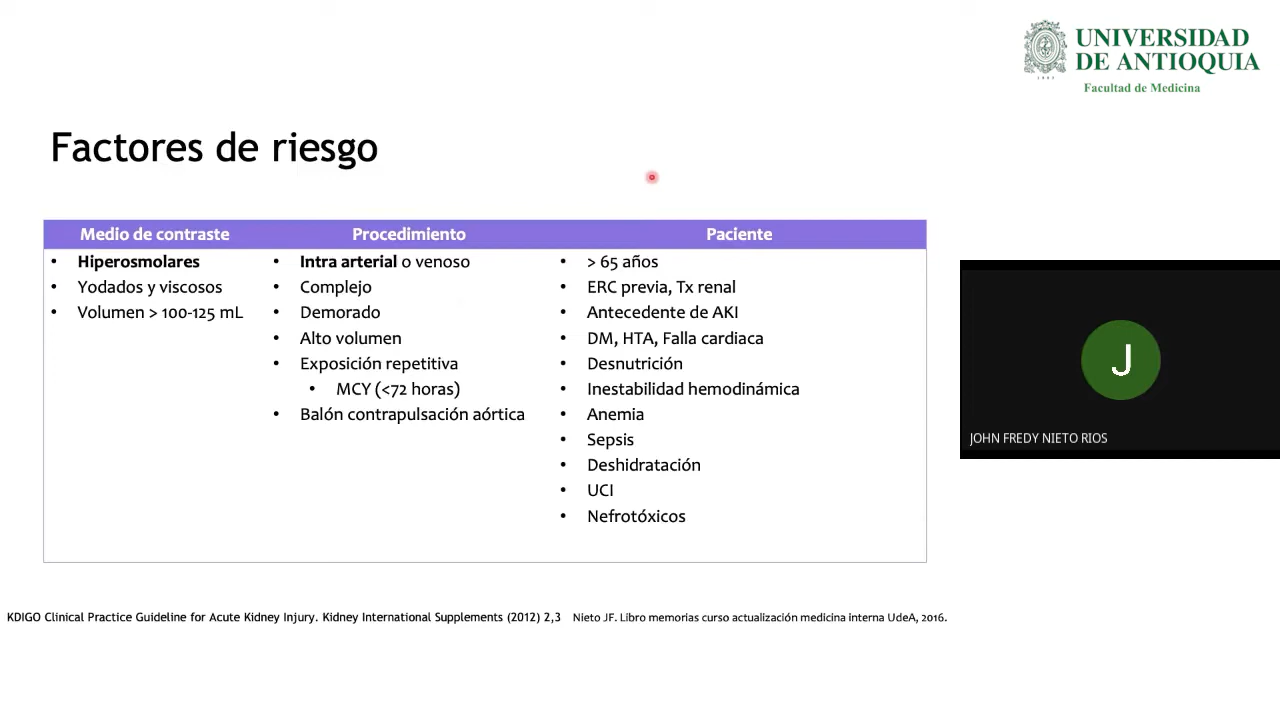 UNIVERSIDAD
DE ANTIOQUIA
1803
Facultad de Medicina
Factores de riesgo
Medio de contraste
• Hiperosmolares
• Yodados y viscosos
• Volumen > 100-125 mL
Procedimiento
• Intra arterial o venoso
• Complejo
• Demorado
• Alto volumen
• Exposición repetitiva
• MCY (<72 horas)
• Balón contrapulsación aórtica
Paciente
• > 65 años
• ERC previa, Tx renal
• Antecedente de AKI
• DM, HTA, Falla cardiaca
• Desnutrición
• Inestabilidad hemodinámica
• Anemia
• Sepsis
• Deshidratación
• UCI
• Nefrotóxicos
J
JOHN FREDY NIETO RIOS
KDIGO Clinical Practice Guideline for Acute Kidney Injury. Kidney International Supplements (2012) 2,3 Nieto JF. Libro memorias curso actualización medicina interna UdeA, 2016.